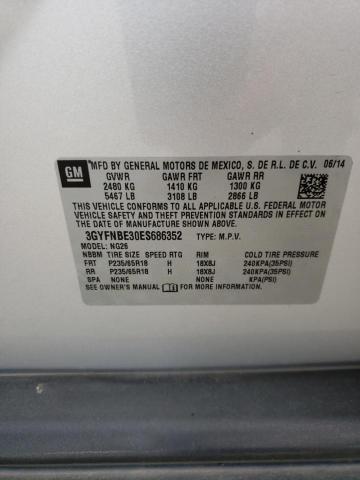 GM
MFD BY GENERAL MOTORS DE MEXICO, S. DE R.L. DE C.V. 06/14
GVWR GAWR FRT GAWR RR
2480 KG 1410 KG 1300 KG
5467 LB 3108 LB 2866 LB
THIS VEHICLE CONFORMS TO ALL APPLICABLE U.S. FEDERAL MOTOR
VEHICLE SAFETY, BUMPER, AND THEFT PREVENTION STANDARDS IN
EFFECT ON THE DATE OF MANUFACTURE SHOWN ABOVE.
3GYFNBE30ES686352 TYPE: M.P.V.
MODEL: NG26
NBBM TIRE SIZE SPEED RTG RIM COLD TIRE PRESSURE
FRT P235/65R18 H 18X8J 240KPA(35PSI)
RR P235/65R18 H 18X8J 240KPA(35PSI)
SPA NONE NONE KPA(PSI)
SEE OWNER'S MANUAL FOR MORE INFORMATION.